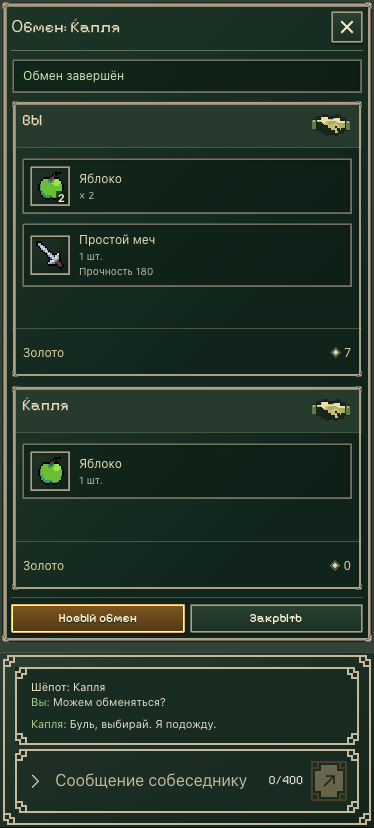 Обмен: Капля
Обмен завершён
ВЫ
2
Яблоко
× 2
Простой меч
1 шт.
Прочность 180
Золото
7
Капля
Яблоко
1 шт.
Золото
0
Новый обмен
Закрыть
Шёпот: Капля
Вы: Можем обменяться?
Капля: Буль, выбирай. Я подожду.
Сообщение собеседнику
0/400